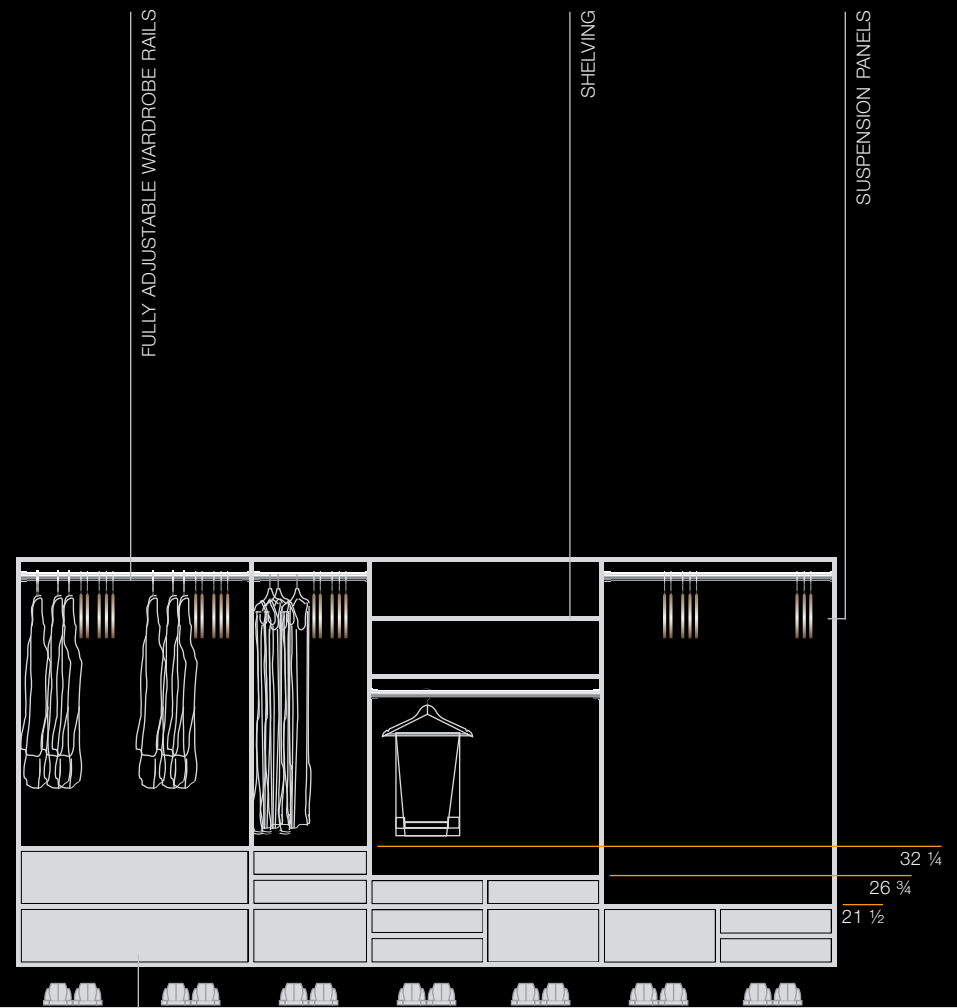 FULLY ADJUSTABLE WARDROBE RAILS
SHELVING
SUSPENSION PANELS
32 ¼
26 ¾
21 ½